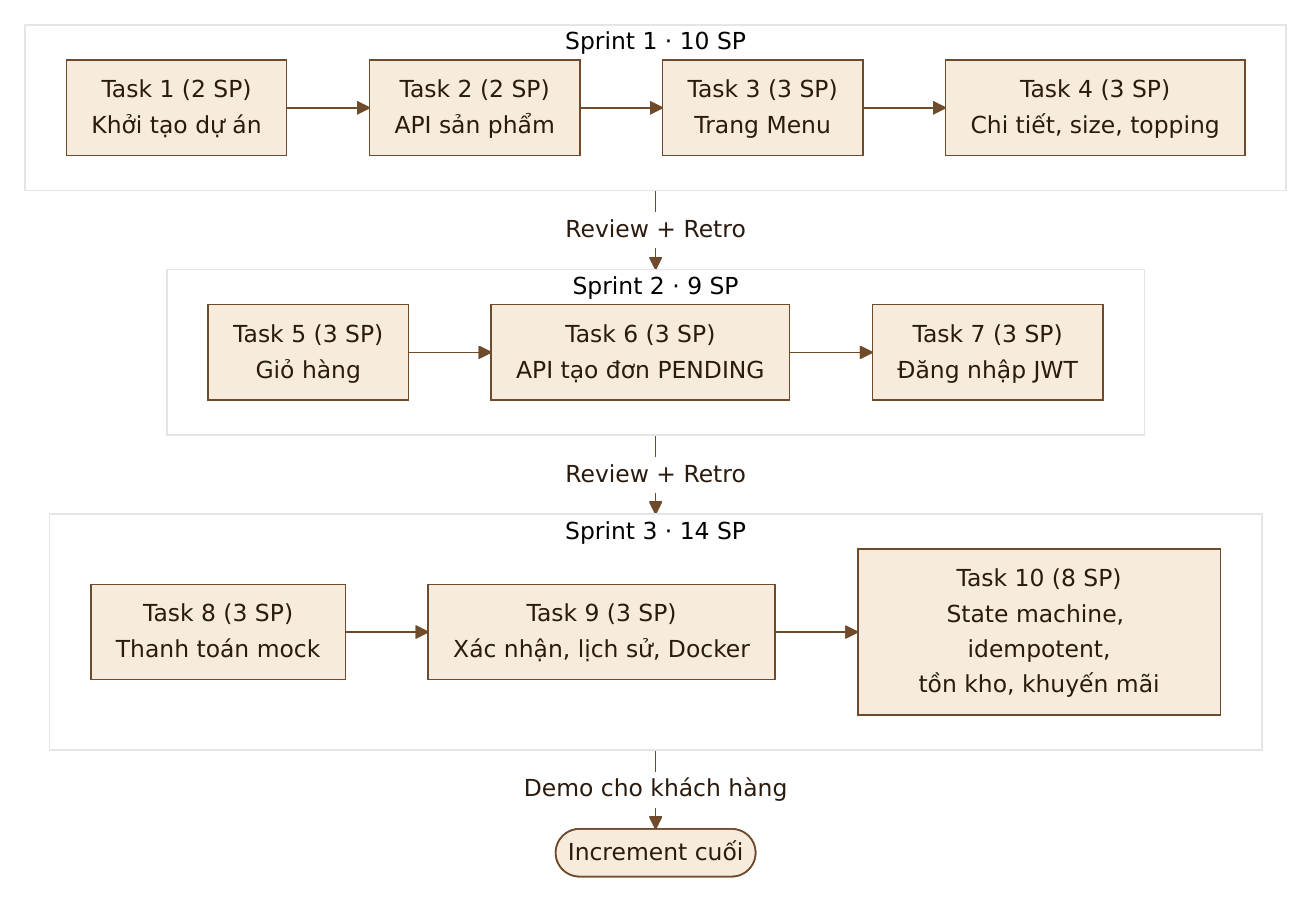 Sprint 1 · 10 SP
Task 1 (2 SP)
Khởi tạo dự án
Task 2 (2 SP)
API sản phẩm
Task 3 (3 SP)
Trang Menu
Task 4 (3 SP)
Chi tiết, size, topping
Review + Retro
Sprint 2 · 9 SP
Task 5 (3 SP)
Giỏ hàng
Task 6 (3 SP)
API tạo đơn PENDING
Task 7 (3 SP)
Đăng nhập JWT
Review + Retro
Sprint 3 · 14 SP
Task 8 (3 SP)
Thanh toán mock
Task 9 (3 SP)
Xác nhận, lịch sử, Docker
Task 10 (8 SP)
State machine,
idempotent,
tồn kho, khuyến mãi
Demo cho khách hàng
Increment cuối